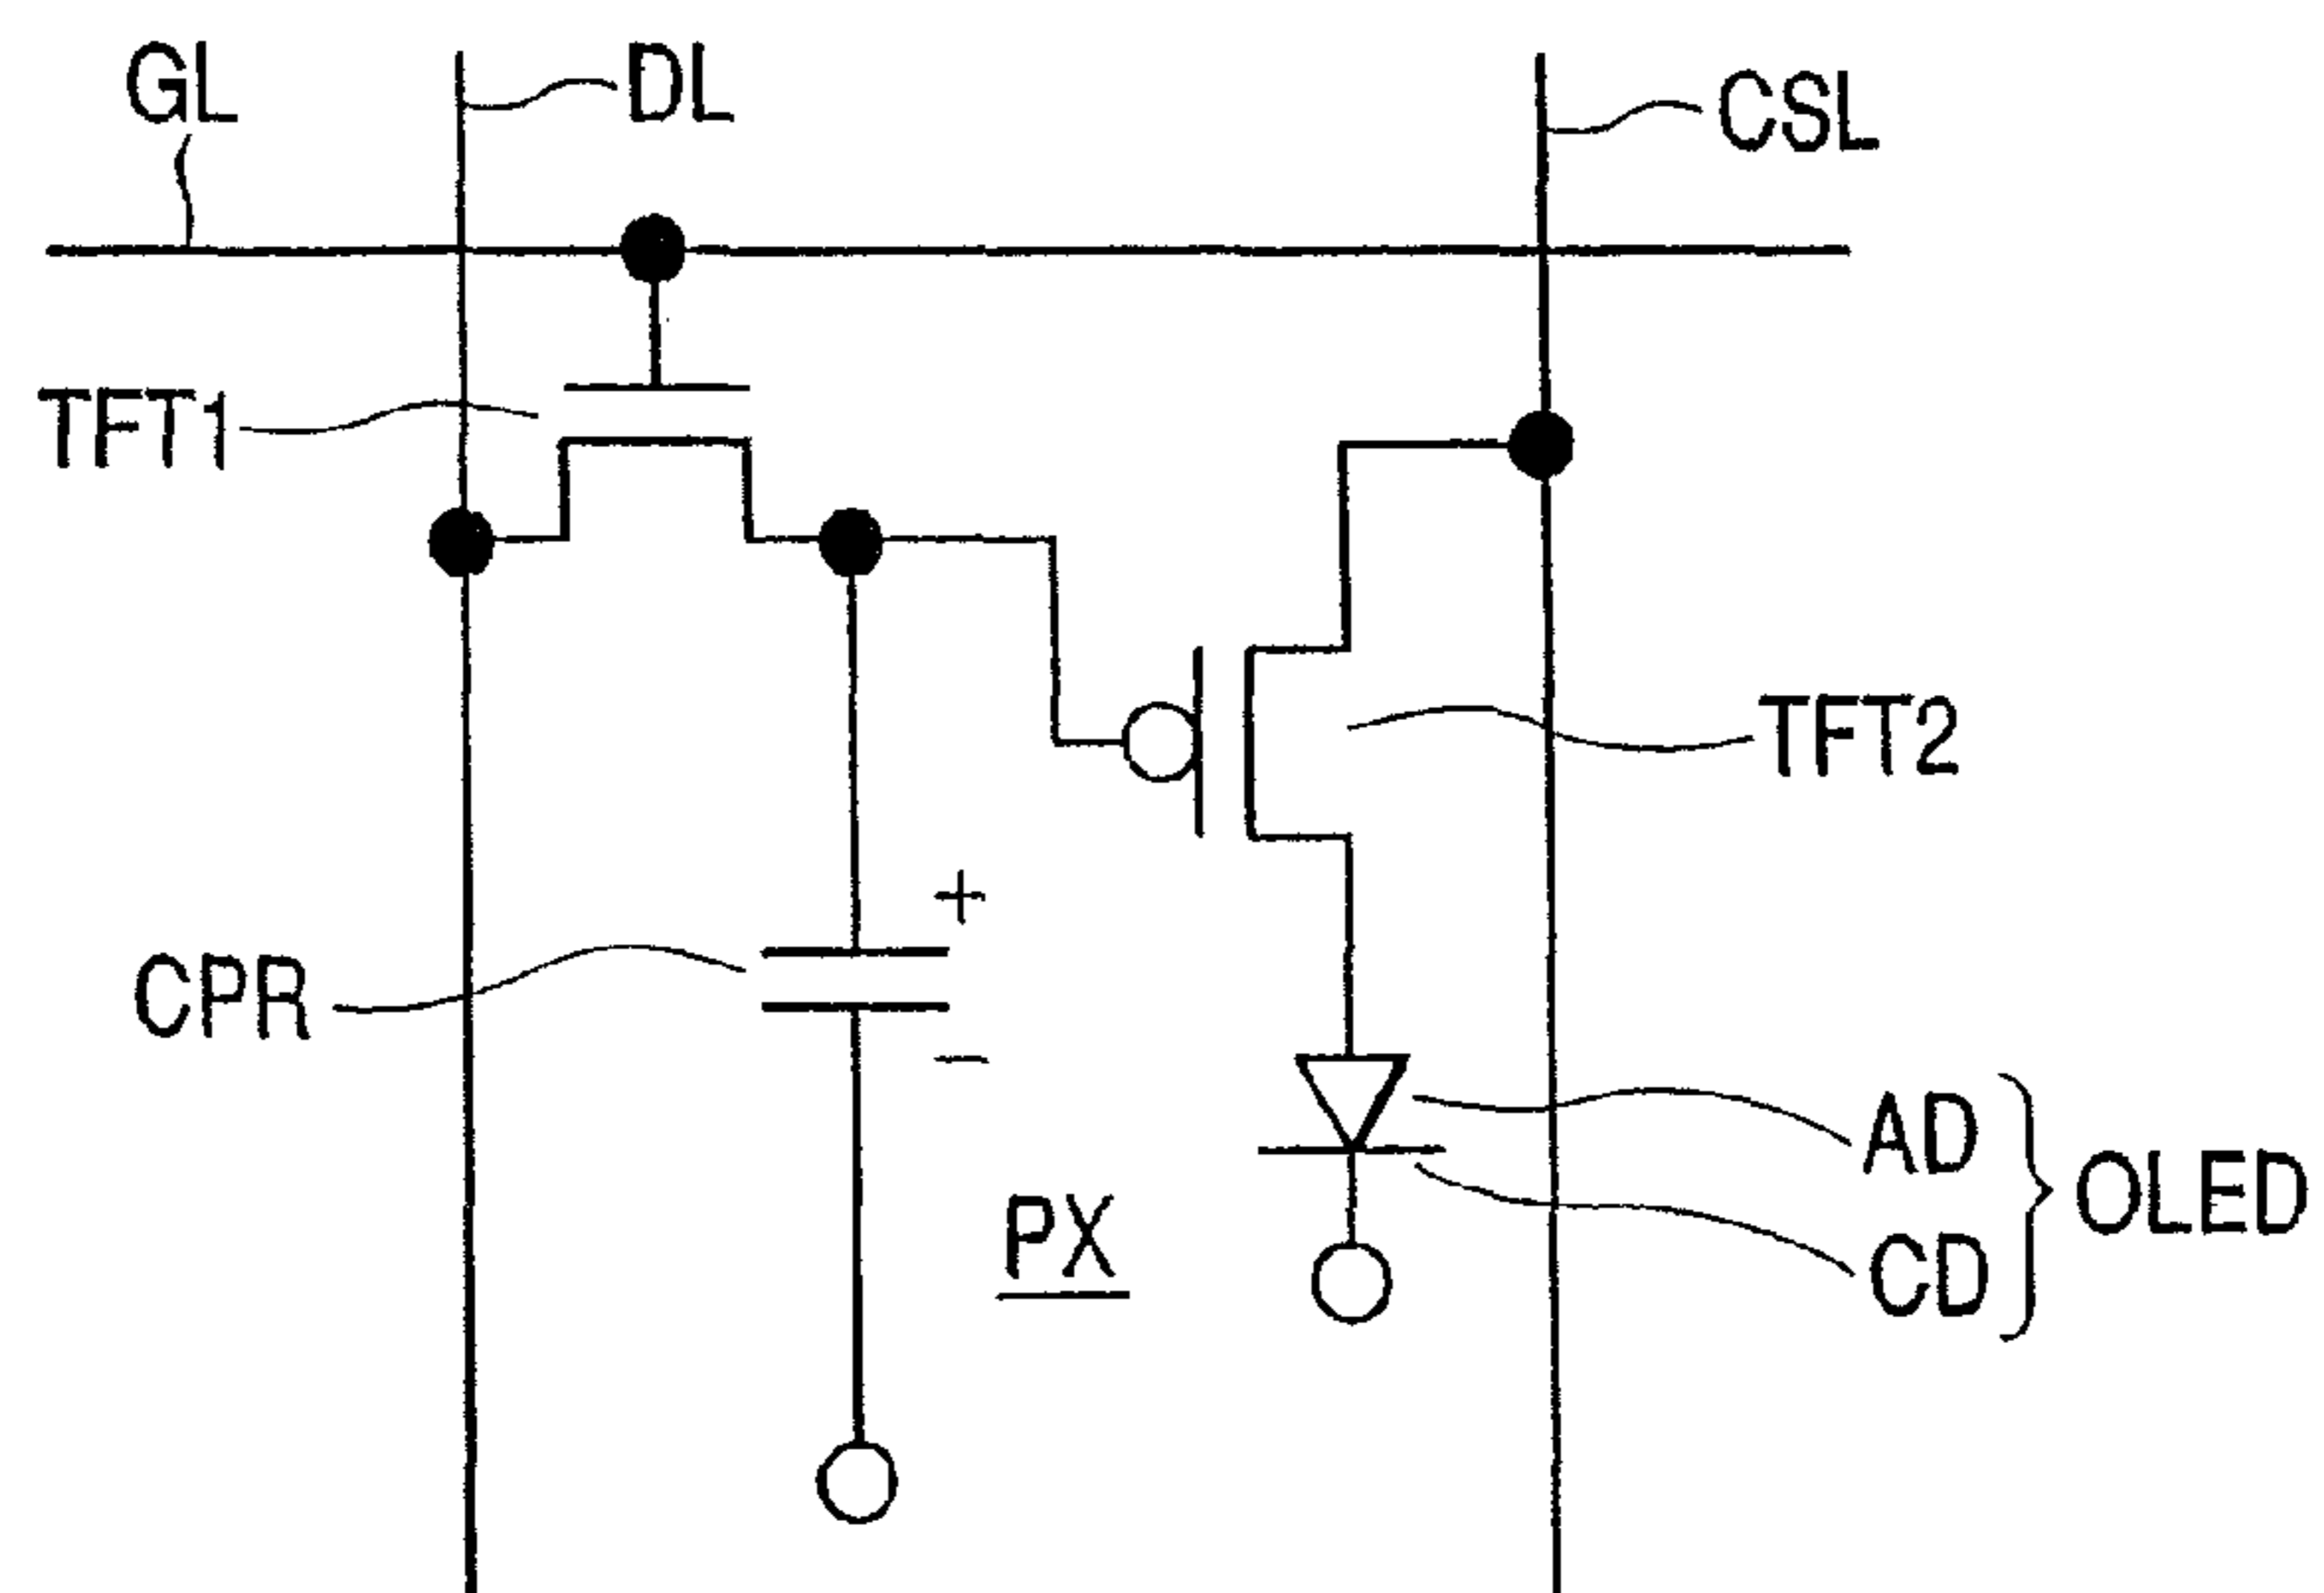 GL
DL
CSL
TFT1
TFT2
+
CPR
−
AD
OLED
PX
CD